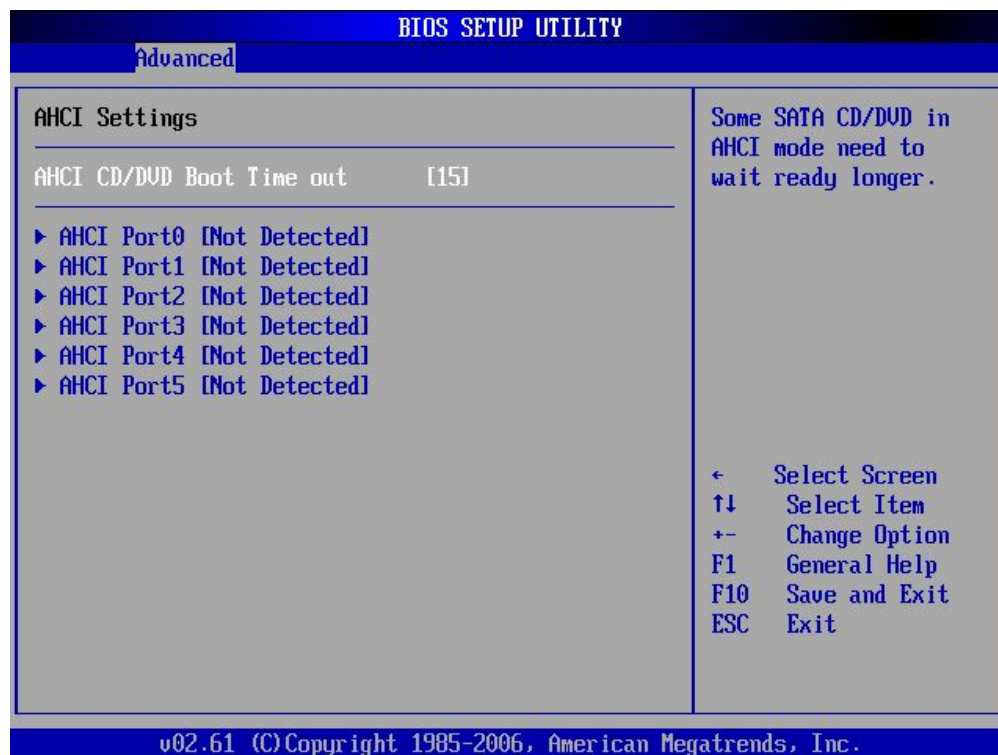 BIOS SETUP UTILITY
Advanced
AHCI Settings
AHCI CD/DVD Boot Time out [15]
▶ AHCI Port0 [Not Detected]
▶ AHCI Port1 [Not Detected]
▶ AHCI Port2 [Not Detected]
▶ AHCI Port3 [Not Detected]
▶ AHCI Port4 [Not Detected]
▶ AHCI Port5 [Not Detected]
Some SATA CD/DVD in
AHCI mode need to
wait ready longer.
← Select Screen
↑↓ Select Item
+- Change Option
F1 General Help
F10 Save and Exit
ESC Exit
v02.61 (C)Copyright 1985-2006, American Megatrends, Inc.